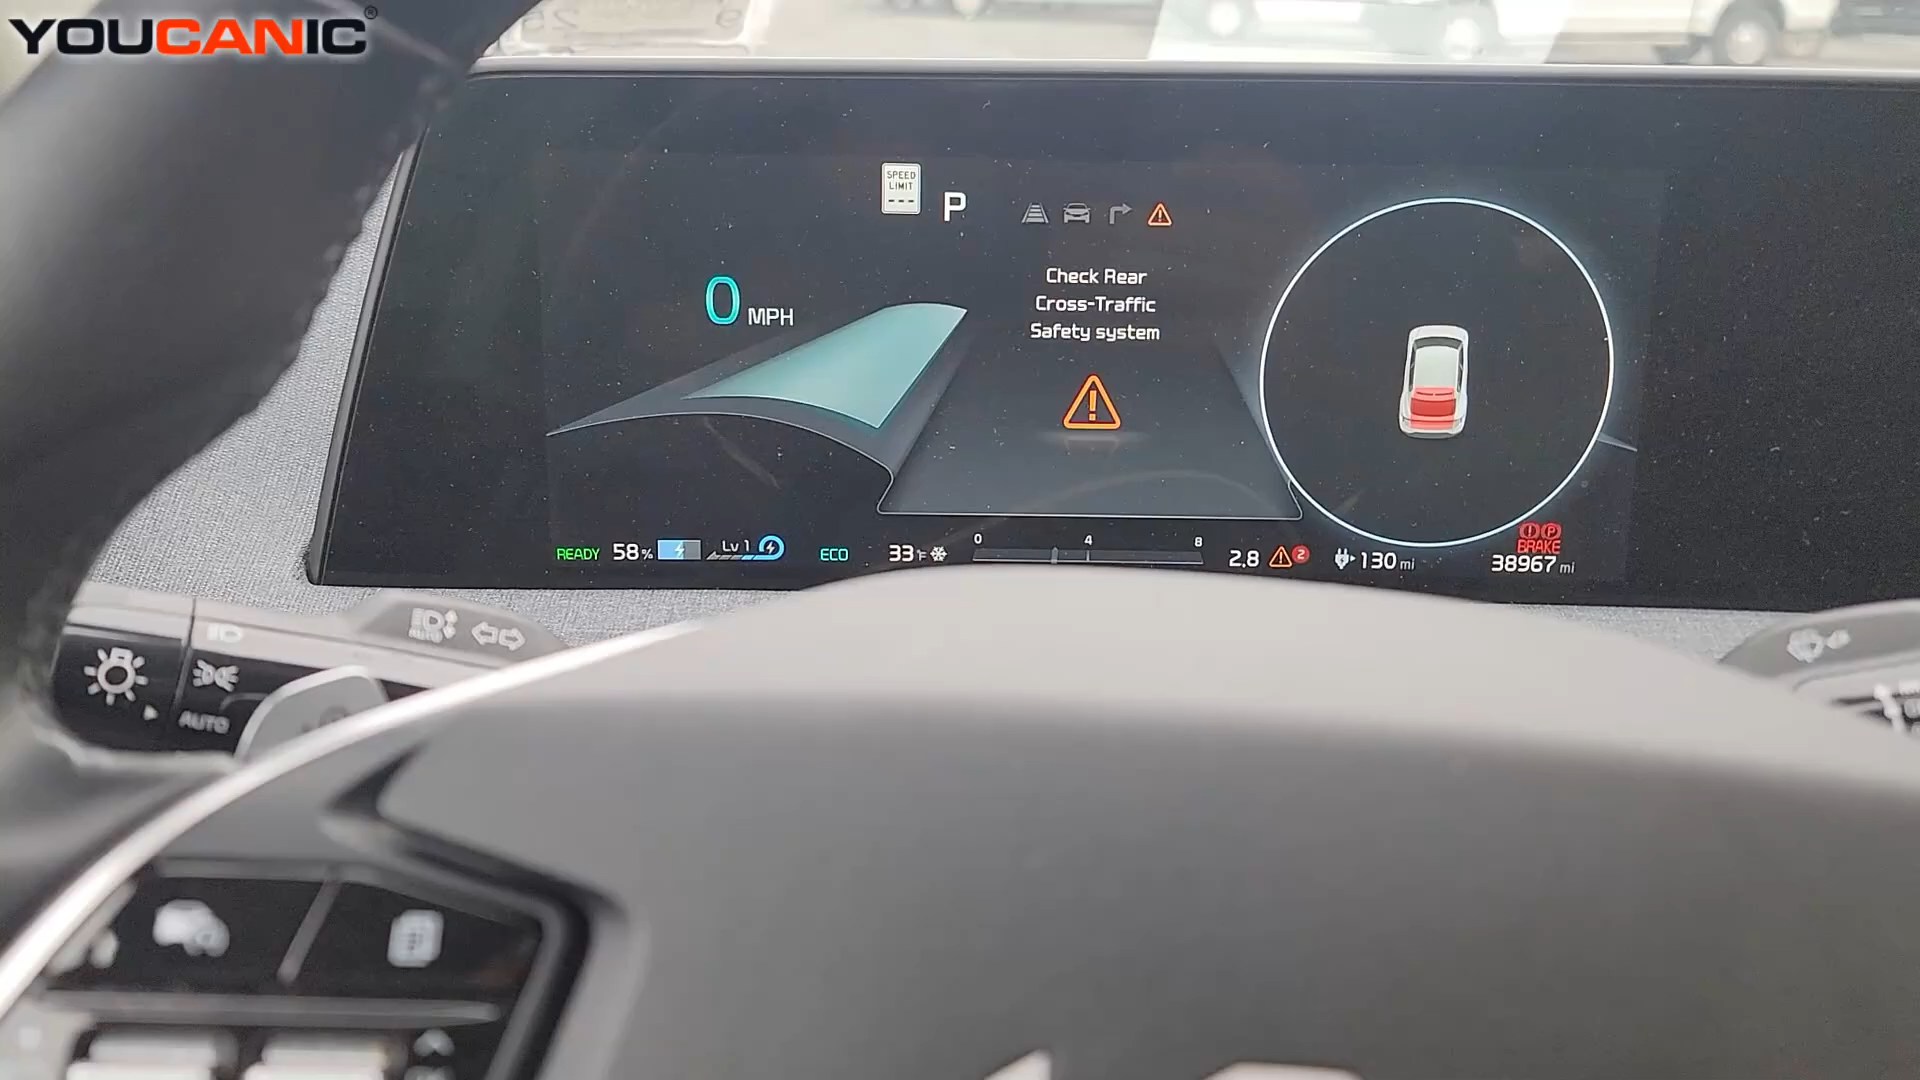 YOUCANIC®
SPEED
LIMIT
---
P
Check Rear
Cross-Traffic
Safety system
0 MPH
READY 58% Lv 1 ECO 33°F 0 4 8 2.8 2 130 mi
BRAKE
38967 mi
AUTO
AUTO